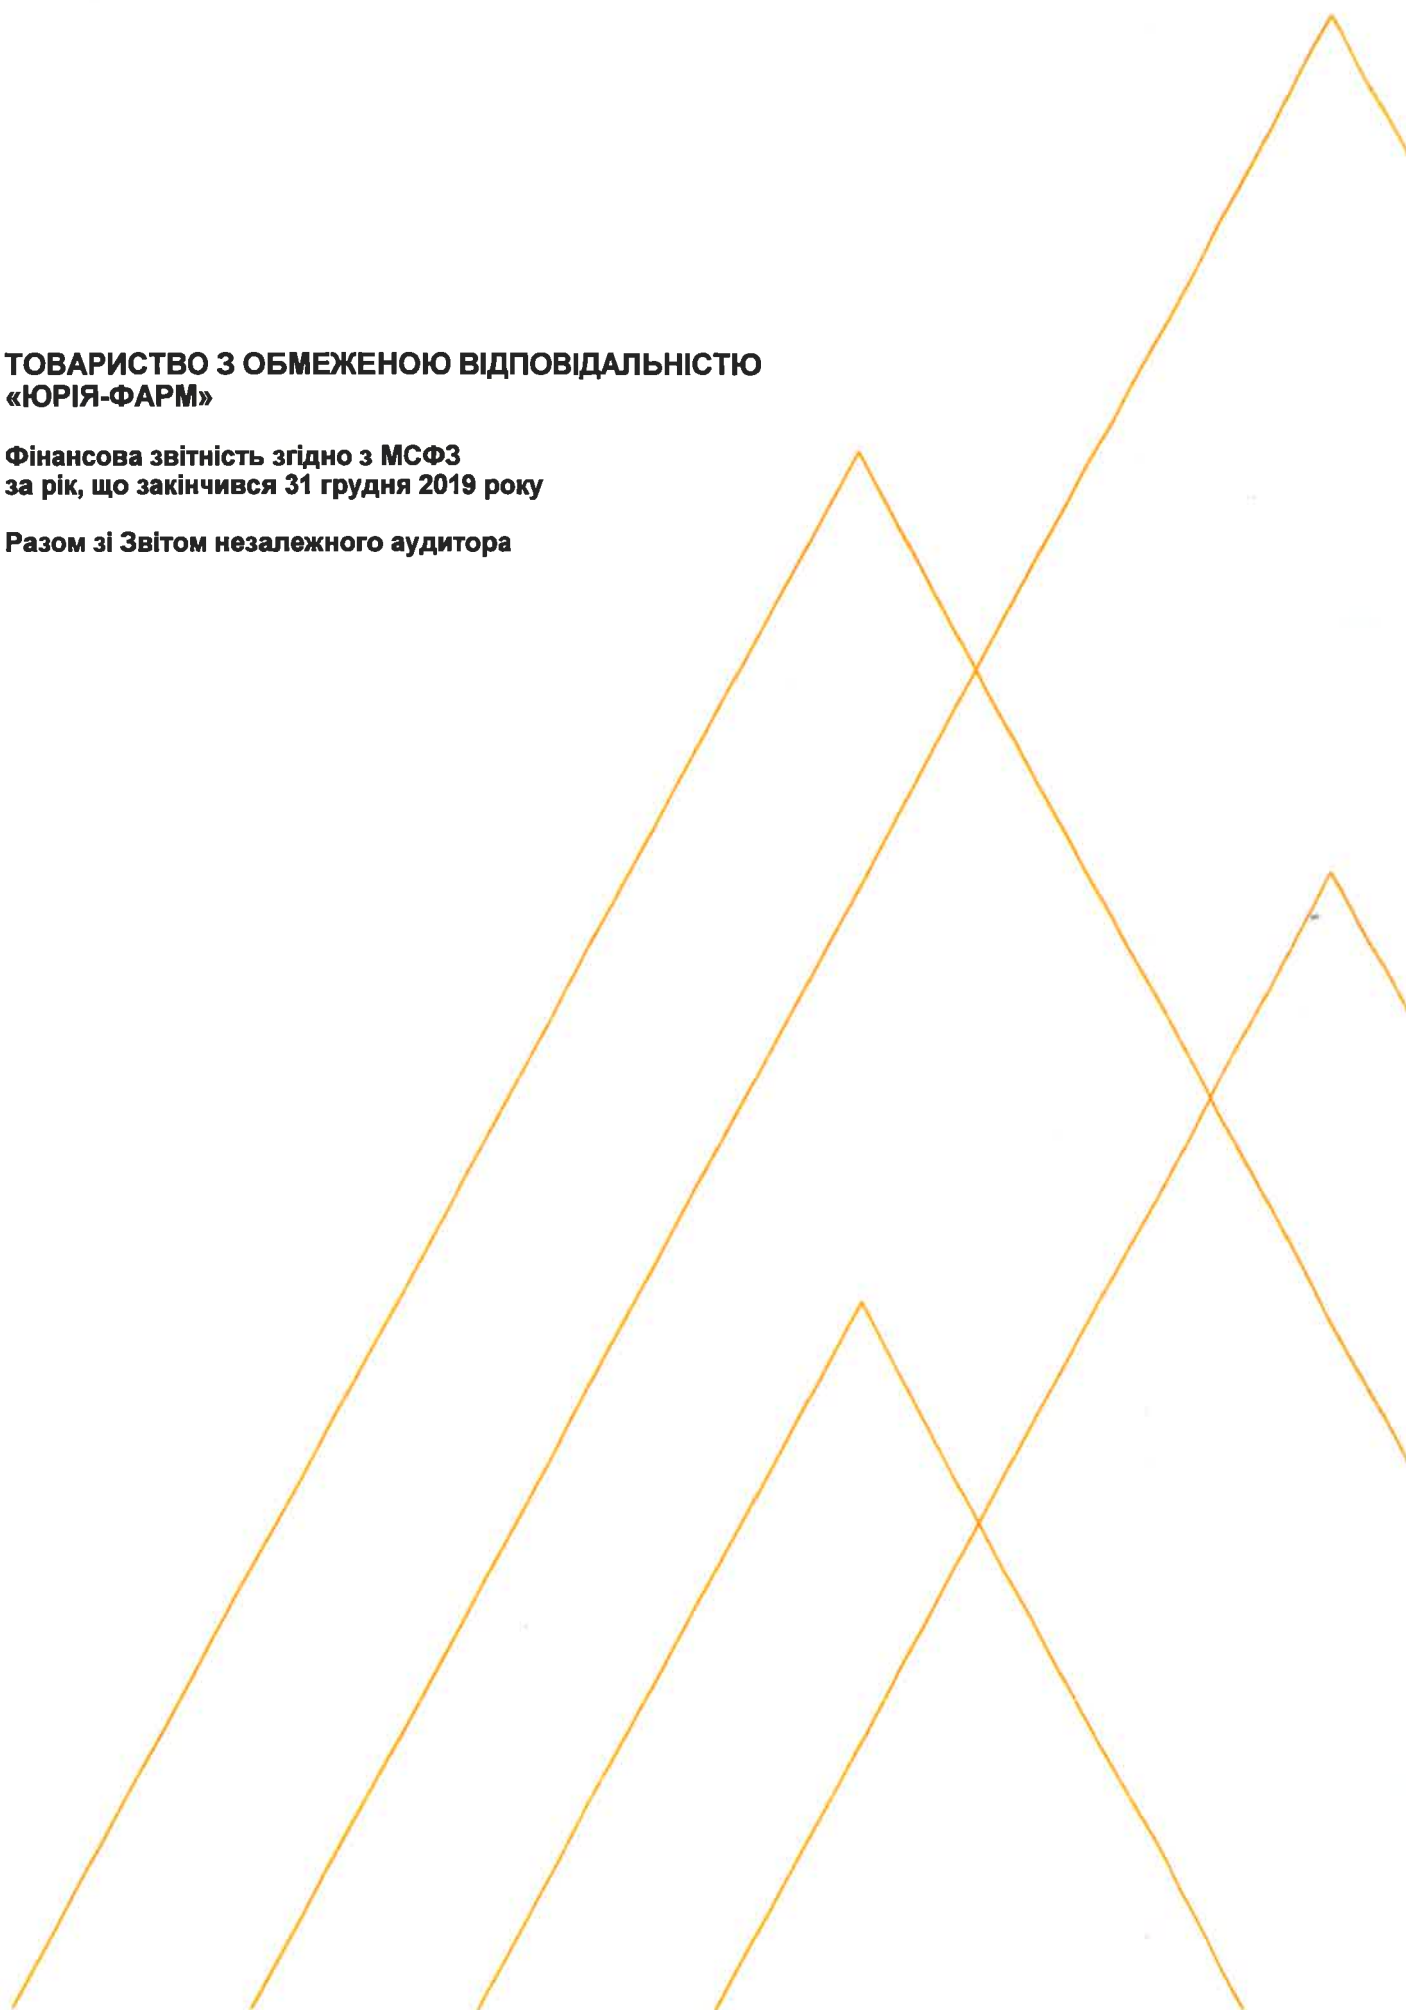 ТОВАРИСТВО З ОБМЕЖЕНОЮ ВІДПОВІДАЛЬНІСТЮ
«ЮРІЯ-ФАРМ»
Фінансова звітність згідно з МСФЗ
за рік, що закінчився 31 грудня 2019 року
Разом зі Звітом незалежного аудитора